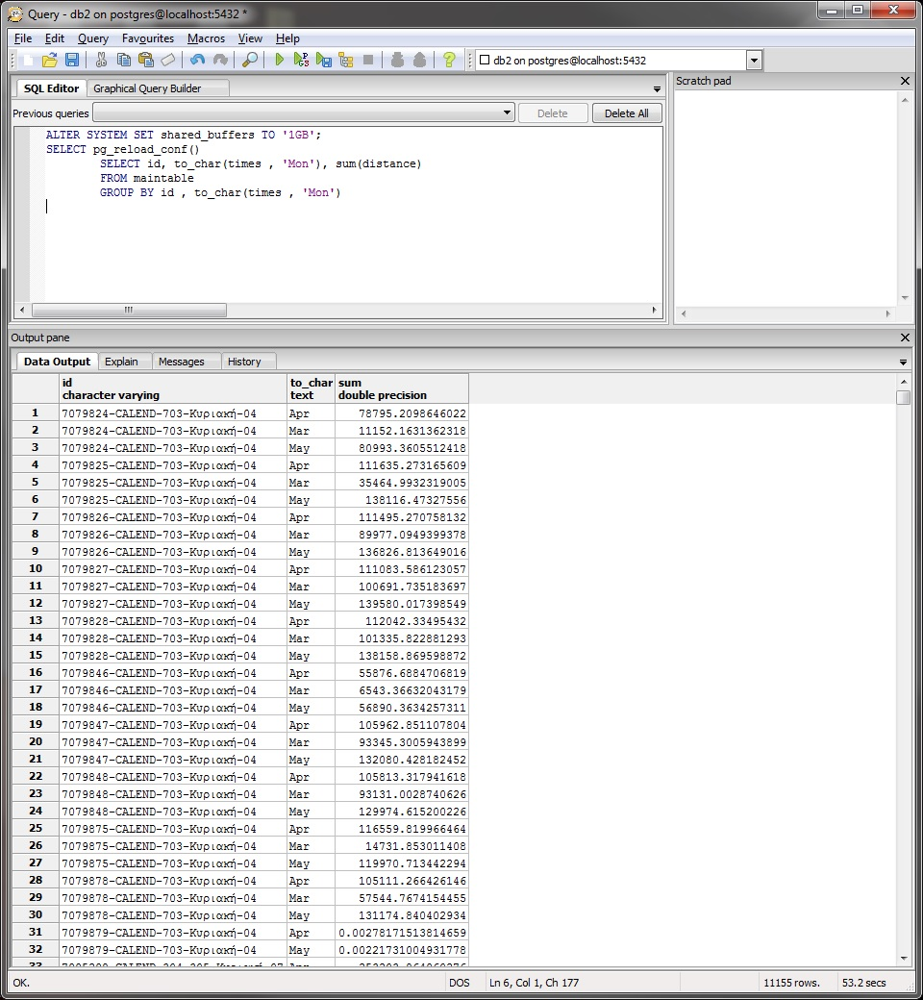 Query - db2 on postgres@localhost:5432 *
File Edit Query Favourites Macros View Help
db2 on postgres@localhost:5432
SQL Editor Graphical Query Builder
Previous queries Delete Delete All
ALTER SYSTEM SET shared_buffers TO '1GB';
SELECT pg_reload_conf()
SELECT id, to_char(times , 'Mon'), sum(distance)
FROM maintable
GROUP BY id , to_char(times , 'Mon')
Scratch pad
Output pane
Data Output Explain Messages History
id to_char sum
character varying text double precision
1 7079824-CALEND-703-Κυριακή-04 Apr 78795.2098646022
2 7079824-CALEND-703-Κυριακή-04 Mar 11152.1631362318
3 7079824-CALEND-703-Κυριακή-04 May 80993.3605512418
4 7079825-CALEND-703-Κυριακή-04 Apr 111635.273165609
5 7079825-CALEND-703-Κυριακή-04 Mar 35464.9932319005
6 7079825-CALEND-703-Κυριακή-04 May 138116.47327556
7 7079826-CALEND-703-Κυριακή-04 Apr 111495.270758132
8 7079826-CALEND-703-Κυριακή-04 Mar 89977.0949399378
9 7079826-CALEND-703-Κυριακή-04 May 136826.813649016
10 7079827-CALEND-703-Κυριακή-04 Apr 111083.586123057
11 7079827-CALEND-703-Κυριακή-04 Mar 100691.735183697
12 7079827-CALEND-703-Κυριακή-04 May 139580.017398549
13 7079828-CALEND-703-Κυριακή-04 Apr 112042.33495432
14 7079828-CALEND-703-Κυριακή-04 Mar 101335.822881293
15 7079828-CALEND-703-Κυριακή-04 May 138158.869598872
16 7079846-CALEND-703-Κυριακή-04 Apr 55876.6884706819
17 7079846-CALEND-703-Κυριακή-04 Mar 6543.36632043179
18 7079846-CALEND-703-Κυριακή-04 May 56890.3634257311
19 7079847-CALEND-703-Κυριακή-04 Apr 105962.851107804
20 7079847-CALEND-703-Κυριακή-04 Mar 93345.3005943899
21 7079847-CALEND-703-Κυριακή-04 May 132080.428182452
22 7079848-CALEND-703-Κυριακή-04 Apr 105813.317941618
23 7079848-CALEND-703-Κυριακή-04 Mar 93131.0028740626
24 7079848-CALEND-703-Κυριακή-04 May 129974.615200226
25 7079875-CALEND-703-Κυριακή-04 Apr 116559.819966464
26 7079875-CALEND-703-Κυριακή-04 Mar 14731.853011408
27 7079875-CALEND-703-Κυριακή-04 May 119970.713442294
28 7079878-CALEND-703-Κυριακή-04 Apr 105111.266426146
29 7079878-CALEND-703-Κυριακή-04 Mar 57544.7674154455
30 7079878-CALEND-703-Κυριακή-04 May 131174.840402934
31 7079879-CALEND-703-Κυριακή-04 Apr 0.00278171513814659
32 7079879-CALEND-703-Κυριακή-04 May 0.00221731004931778
33
OK. DOS Ln 6, Col 1, Ch 177 11155 rows. 53.2 secs